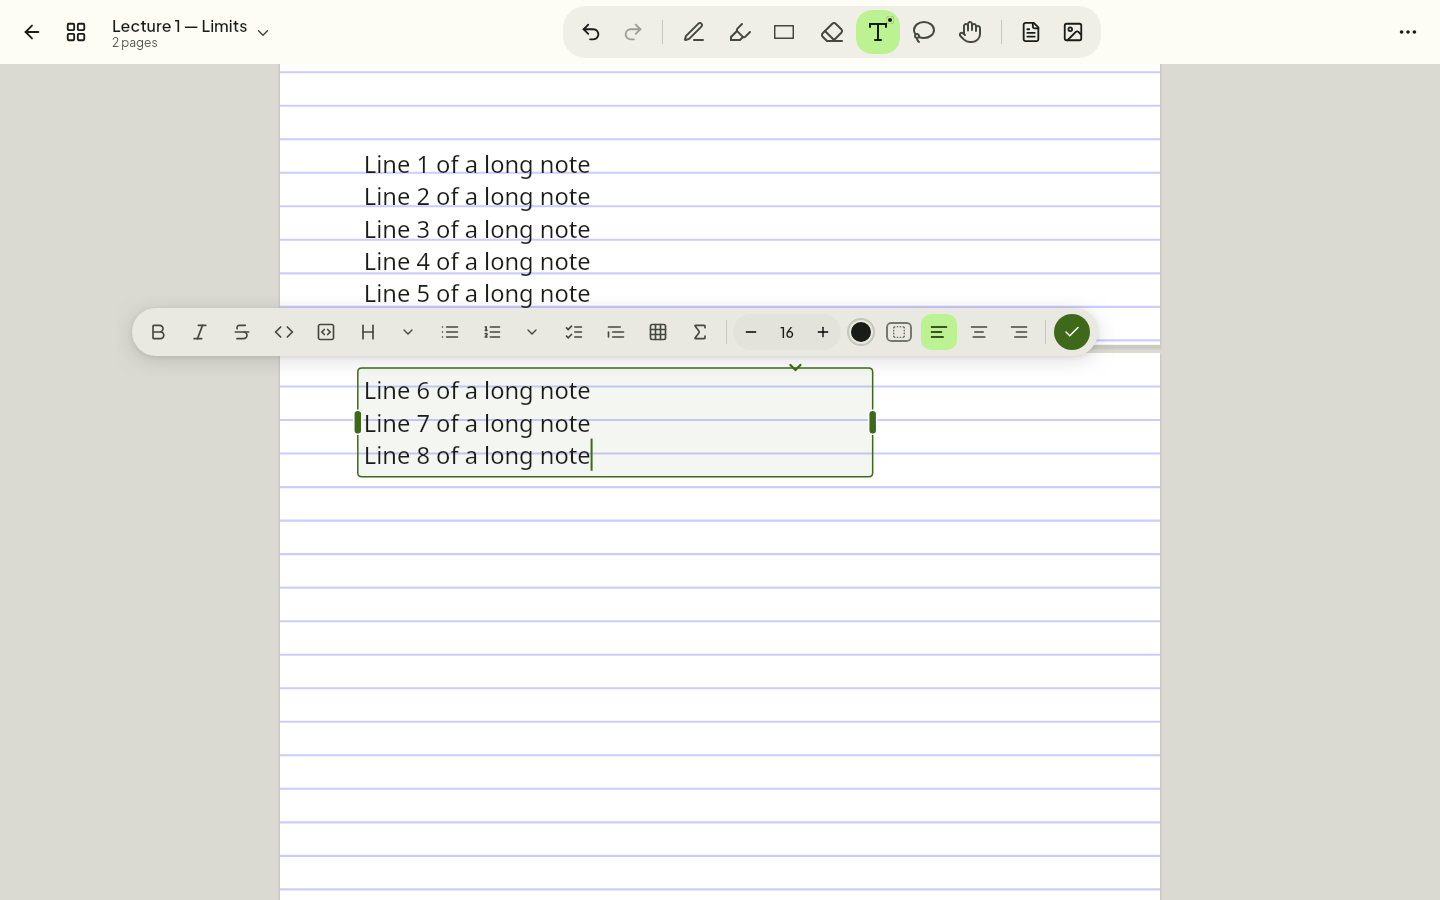 Lecture 1 — Limits
2 pages
Line 1 of a long note
Line 2 of a long note
Line 3 of a long note
Line 4 of a long note
Line 5 of a long note
16
Line 6 of a long note
Line 7 of a long note
Line 8 of a long note